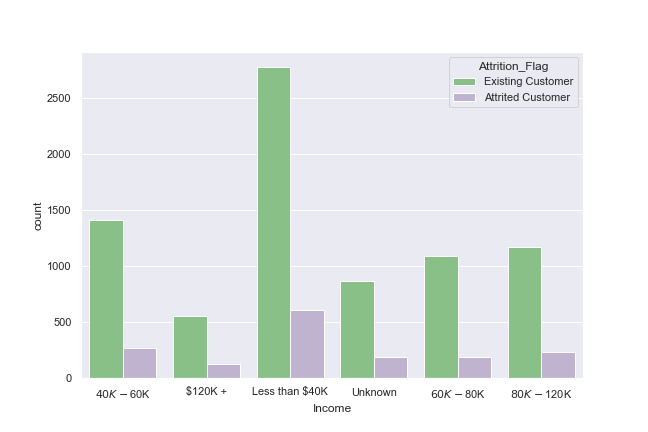 Attrition_Flag
Existing Customer
Attrited Customer
2500
2000
1500
1000
500
0
count
40K − 60K
$120K +
Less than $40K
Unknown
60K − 80K
80K − 120K
Income